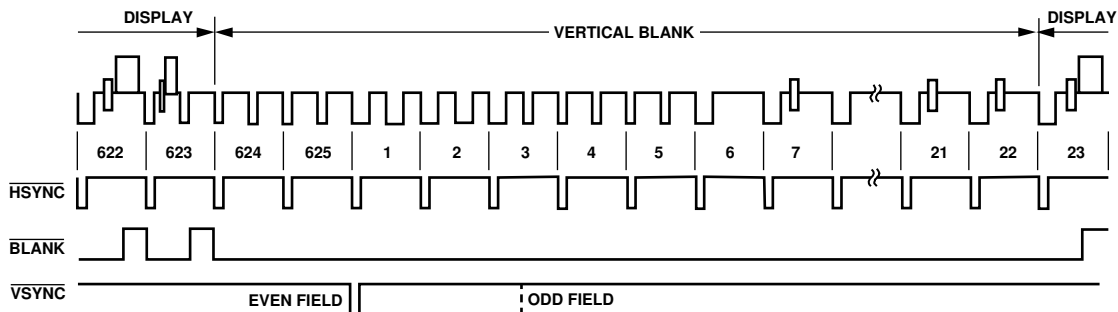 DISPLAY VERTICAL BLANK DISPLAY
622 623 624 625 1 2 3 4 5 6 7 21 22 23
HSYNC
BLANK
VSYNC EVEN FIELD ODD FIELD